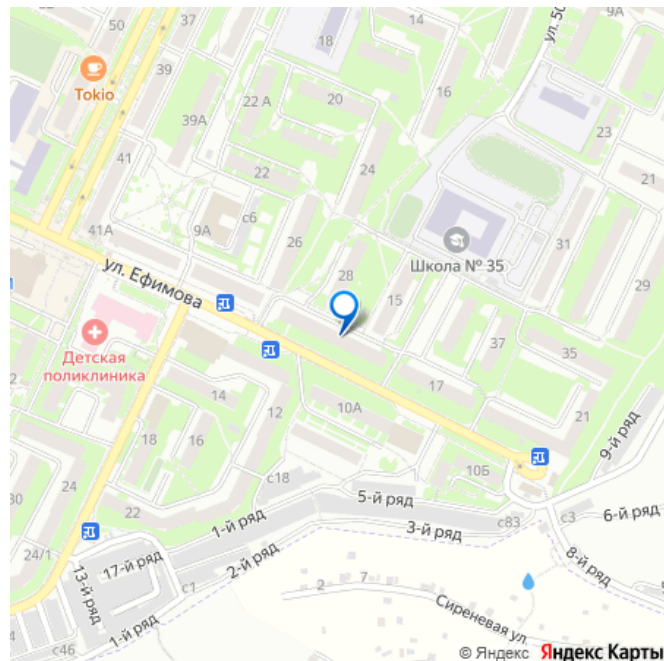 50
37
14
9А
ул. 50
18
39
Tokio
22 А
20
16
39А
23
41
22
24
21
с6
9А
41А
26
31
ул. Ефимова
28
Школа № 35
29
15
37
Детская
поликлиника
35
14
12
17
10А
21
18
16
9-й ряд
24
с18
105
30
22
5-й ряд
1-й ряд
3-й ряд
с83
с3
6-й ряд
24/1
17-й ряд
13-й ряд
2-й ряд
8-й ряд
с1
2
7
Сиреневая ул.
1-й ряд
с46
© Яндекс Яндекс Карты